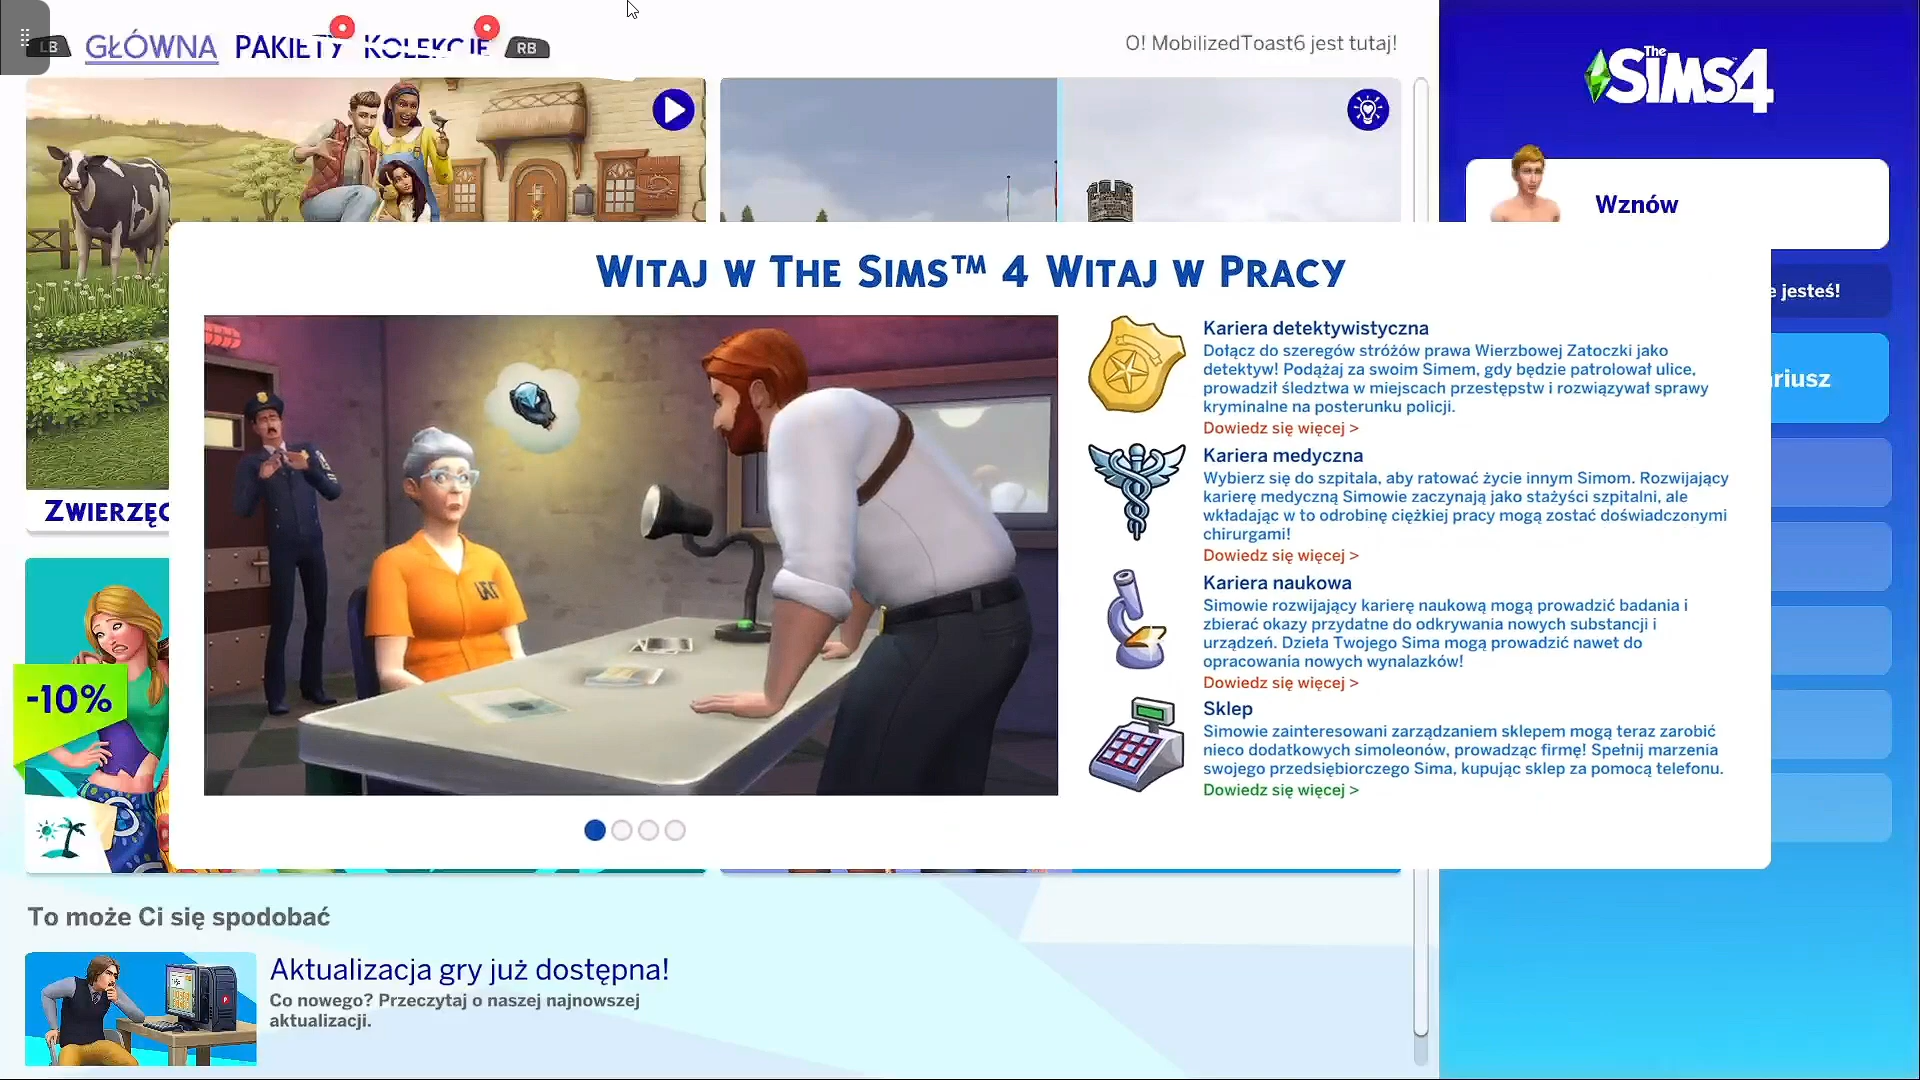 LB GŁÓWNA PAKIETY KOLEKCJE RB
O! MobilizedToast6 jest tutaj!
The SIMS 4
Wznów
e jesteś!
riusz
WITAJ W THE SIMS™ 4 WITAJ W PRACY
Kariera detektywistyczna
Dołącz do szeregów stróżów prawa Wierzbowej Zatoczki jako
detektyw! Podążaj za swoim Simem, gdy będzie patrolował ulice,
prowadził śledztwa w miejscach przestępstw i rozwiązywał sprawy
kryminalne na posterunku policji.
Dowiedz się więcej >
Kariera medyczna
Wybierz się do szpitala, aby ratować życie innym Simom. Rozwijający
karierę medyczną Simowie zaczynają jako stażyści szpitalni, ale
wkładając w to odrobinę ciężkiej pracy mogą zostać doświadczonymi
chirurgami!
Dowiedz się więcej >
Kariera naukowa
Simowie rozwijający karierę naukową mogą prowadzić badania i
zbierać okazy przydatne do odkrywania nowych substancji i
urządzeń. Dzieła Twojego Sima mogą prowadzić nawet do
opracowania nowych wynalazków!
Dowiedz się więcej >
Sklep
Simowie zainteresowani zarządzaniem sklepem mogą teraz zarobić
nieco dodatkowych simoleonów, prowadząc firmę! Spełnij marzenia
swojego przedsiębiorczego Sima, kupując sklep za pomocą telefonu.
Dowiedz się więcej >
ZWIERZĘC
-10%
To może Ci się spodobać
Aktualizacja gry już dostępna!
Co nowego? Przeczytaj o naszej najnowszej
aktualizacji.